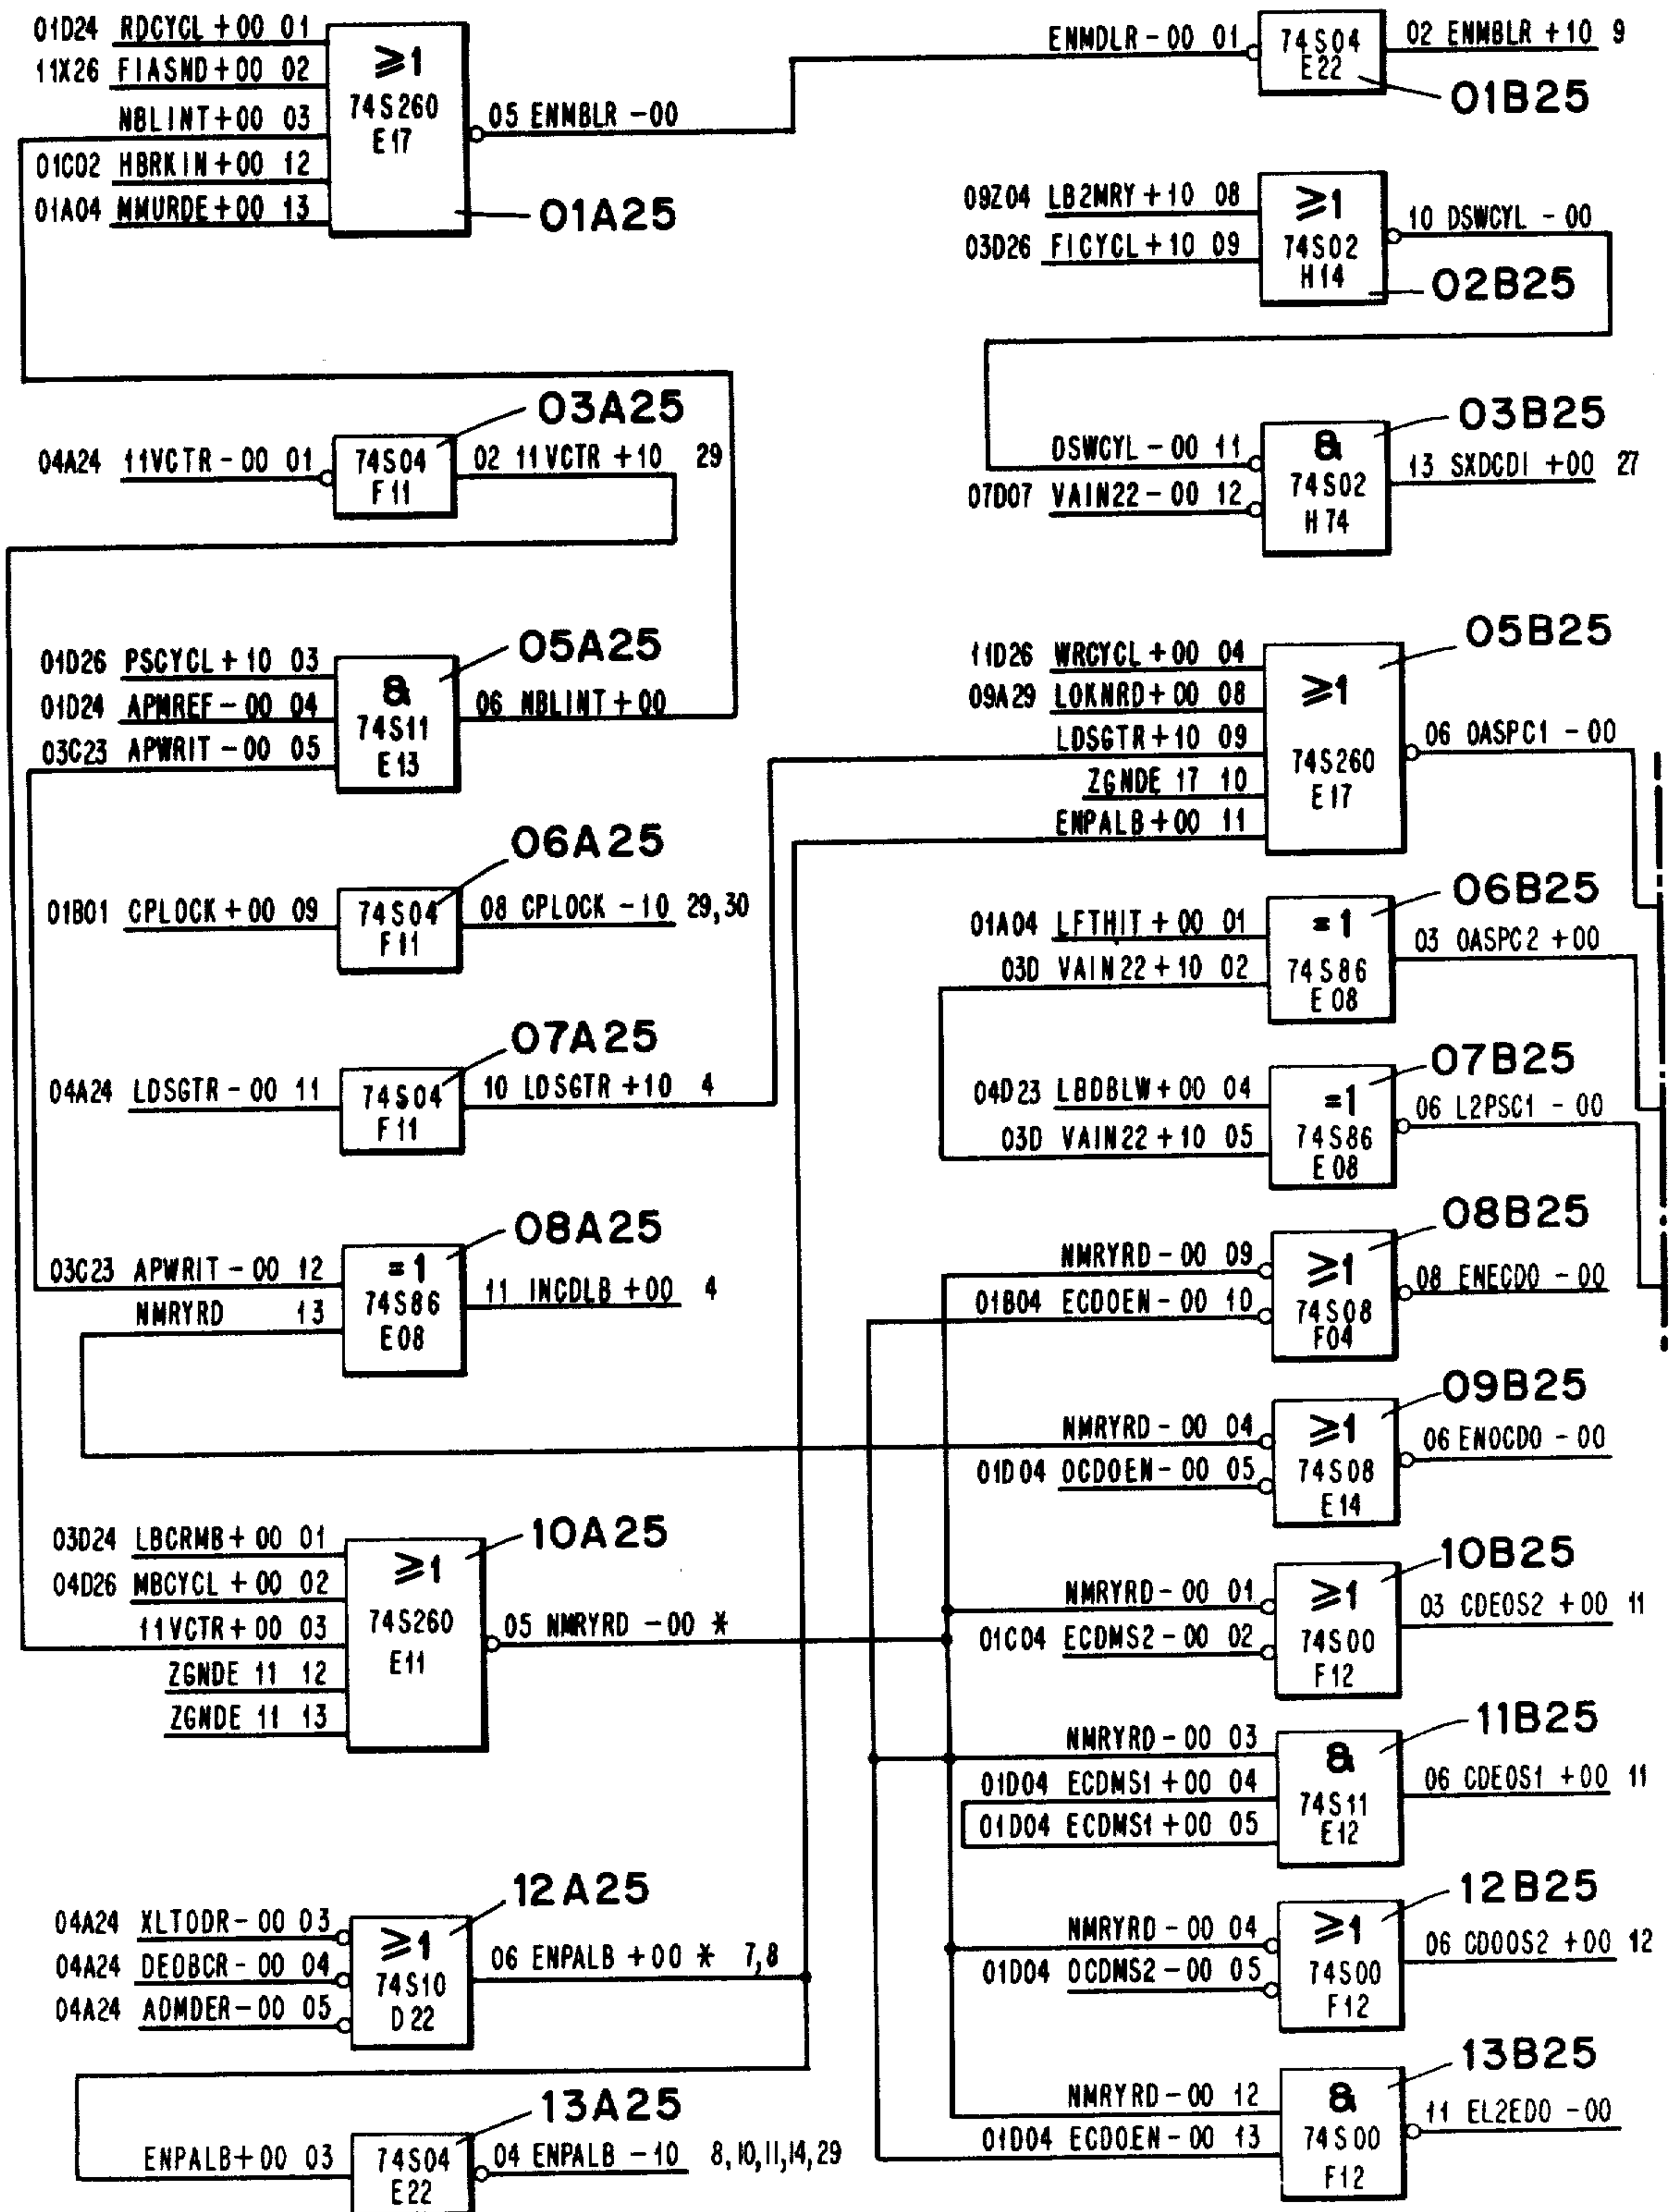 01D24 RDCYCL+00 01
11X26 FIASND+00 02
NBLINT+00 03
01C02 HBRKIN+00 12
01A04 MMURDE+00 13
≥1
74S260
E17
05 ENMBLR -00
01A25
ENMDLR-00 01
74S04
E22
02 ENMBLR +10 9
01B25
09Z04 LB2MRY+10 08
03D26 FICYCL+10 09
≥1
74S02
H14
10 DSWCYL -00
02B25
03A25
04A24 11VCTR-00 01
74S04
F11
02 11VCTR +10 29
03B25
DSWCYL-00 11
07D07 VAIN22-00 12
&
74S02
H74
13 SXDCDI +00 27
05A25
01D26 PSCYCL+10 03
01D24 APMREF-00 04
03C23 APWRIT-00 05
&
74S11
E13
06 NBLINT+00
05B25
11D26 WRCYCL+00 04
09A29 LOKNRD+00 08
LDSGTR+10 09
ZGNDE 17 10
ENPALB+00 11
≥1
74S260
E17
06 OASPC1 -00
06A25
01B01 CPLOCK+00 09
74S04
F11
08 CPLOCK -10 29,30
06B25
01A04 LFTHIT+00 01
03D VAIN22+10 02
=1
74S86
E08
03 OASPC2 +00
07A25
04A24 LDSGTR-00 11
74S04
F11
10 LDSGTR +10 4
07B25
04D23 LBDBLW+00 04
03D VAIN22+10 05
=1
74S86
E08
06 L2PSC1 -00
08A25
03C23 APWRIT-00 12
NMRYRD 13
=1
74S86
E08
11 INCDLB +00 4
08B25
NMRYRD-00 09
01B04 ECDOEN-00 10
≥1
74S08
F04
08 ENECDO -00
09B25
NMRYRD-00 04
01D04 OCDOEN-00 05
≥1
74S08
E14
06 ENOCDO -00
10A25
03D24 LBCRMB+00 01
04D26 MBCYCL+00 02
11VCTR+00 03
ZGNDE 11 12
ZGNDE 11 13
≥1
74S260
E11
05 NMRYRD -00 *
10B25
NMRYRD-00 01
01C04 ECDMS2-00 02
≥1
74S00
F12
03 CDEOS2 +00 11
11B25
NMRYRD-00 03
01D04 ECDMS1+00 04
01D04 ECDMS1+00 05
&
74S11
E12
06 CDEOS1 +00 11
12A25
04A24 XLTODR-00 03
04A24 DEOBCR-00 04
04A24 ADMDER-00 05
≥1
74S10
D22
06 ENPALB +00 * 7,8
12B25
NMRYRD-00 04
01D04 OCDMS2-00 05
≥1
74S00
F12
06 CDOOS2 +00 12
13A25
ENPALB+00 03
74S04
E22
04 ENPALB -10 8,10,11,14,29
13B25
NMRYRD-00 12
01D04 ECDOEN-00 13
&
74S00
F12
11 EL2EDO -00